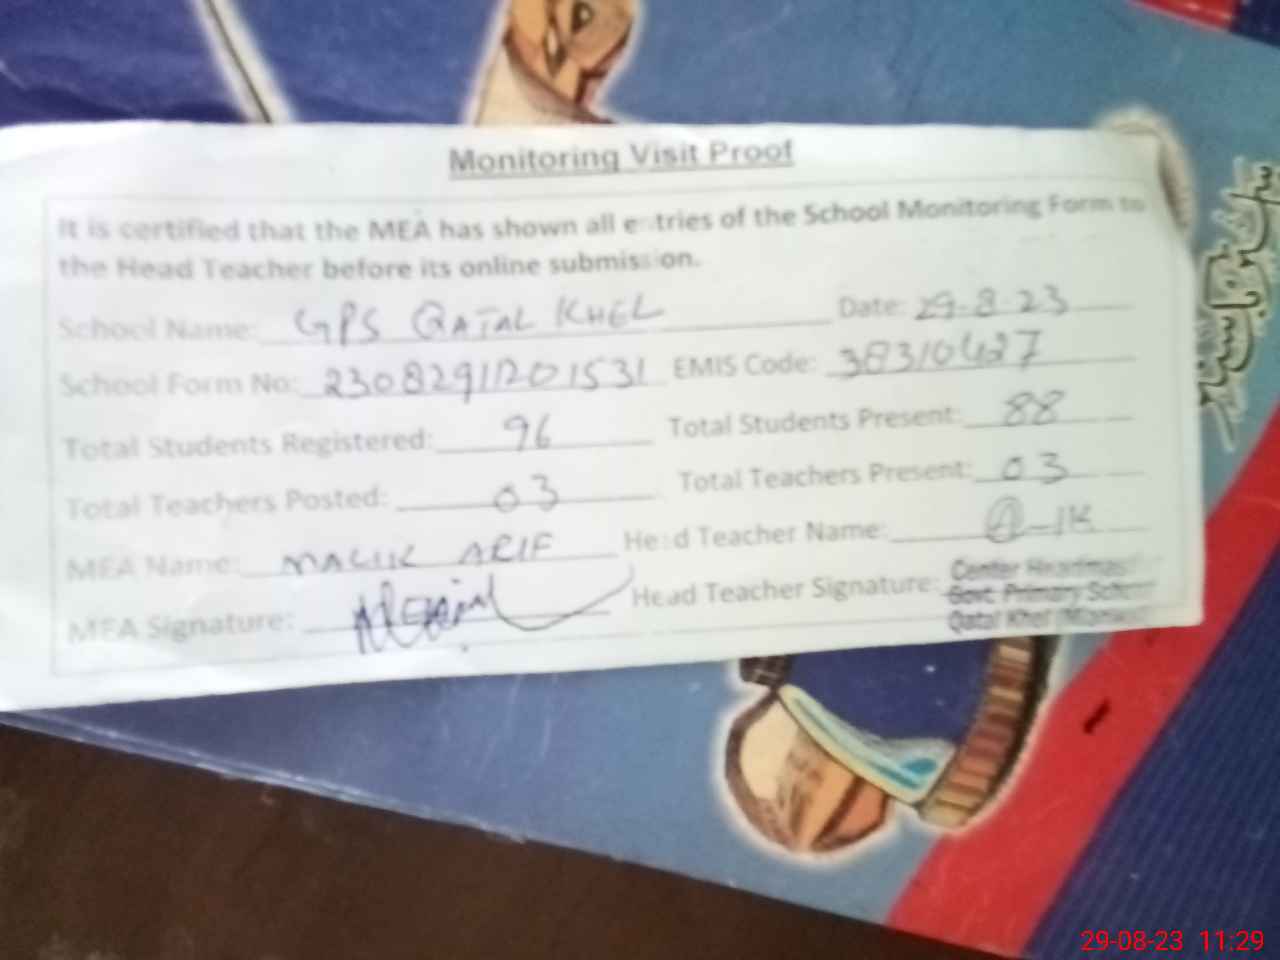 Monitoring Visit Proof
It is certified that the MEA has shown all entries of the School Monitoring Form to
the Head Teacher before its online submission.
School Name: GPS QATAL KHEL Date: 29-8-23
School Form No: 23082911201531 EMIS Code: 38310427
Total Students Registered: 96 Total Students Present: 88
Total Teachers Posted: 03 Total Teachers Present: 03
MEA Name: MALIK ARIF Head Teacher Name:
MEA Signature: Head Teacher Signature:
Center
Govt: Primary
Qatal Khel
29-08-23 11:29